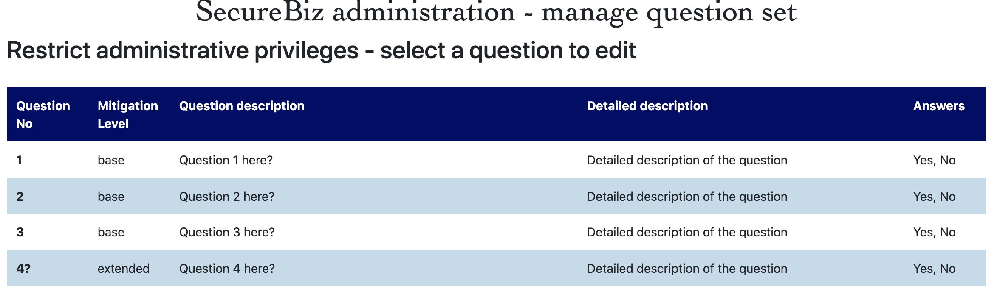 SecureBiz administration - manage question set
Restrict administrative privileges - select a question to edit
Question No Mitigation Level Question description Detailed description Answers
1 base Question 1 here? Detailed description of the question Yes, No
2 base Question 2 here? Detailed description of the question Yes, No
3 base Question 3 here? Detailed description of the question Yes, No
4? extended Question 4 here? Detailed description of the question Yes, No